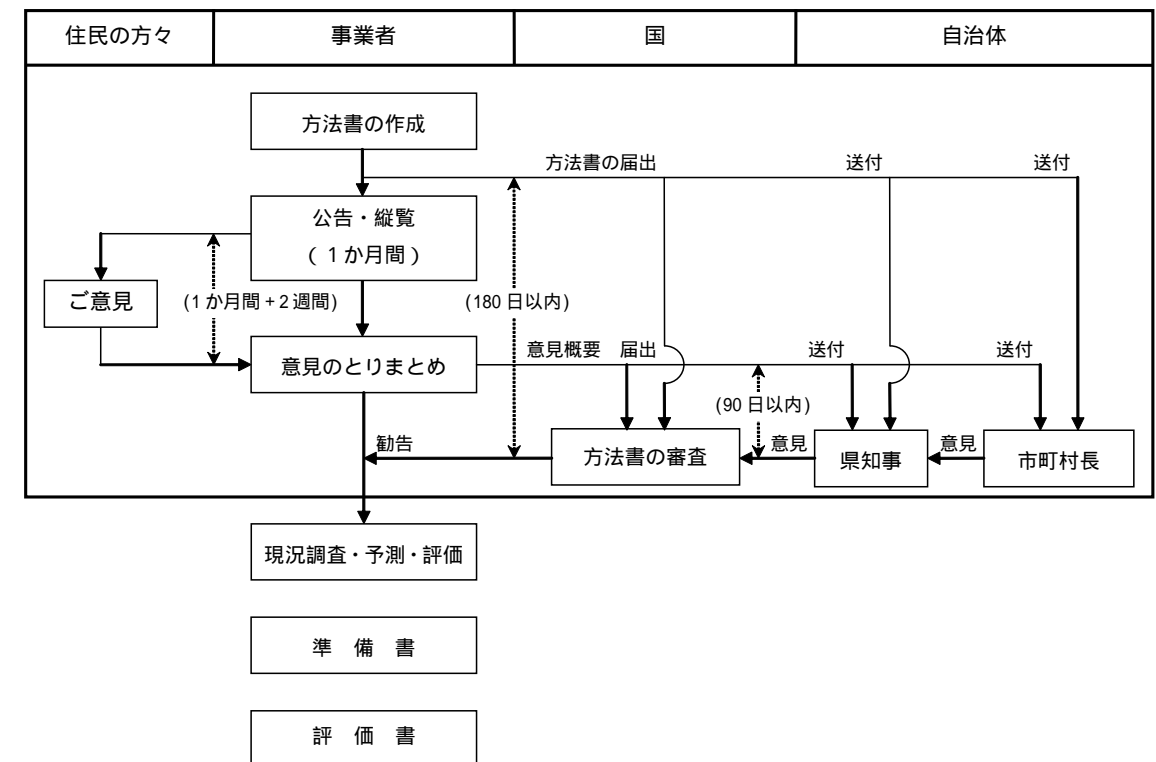 住民の方々
事業者
国
自治体
方法書の作成
方法書の届出
送付
送付
公告・縦覧
(1か月間)
ご意見
(1か月間+2週間)
(180日以内)
意見のとりまとめ
意見概要 届出
送付
送付
(90日以内)
勧告
方法書の審査
意見
県知事
意見
市町村長
現況調査・予測・評価
準 備 書
評 価 書